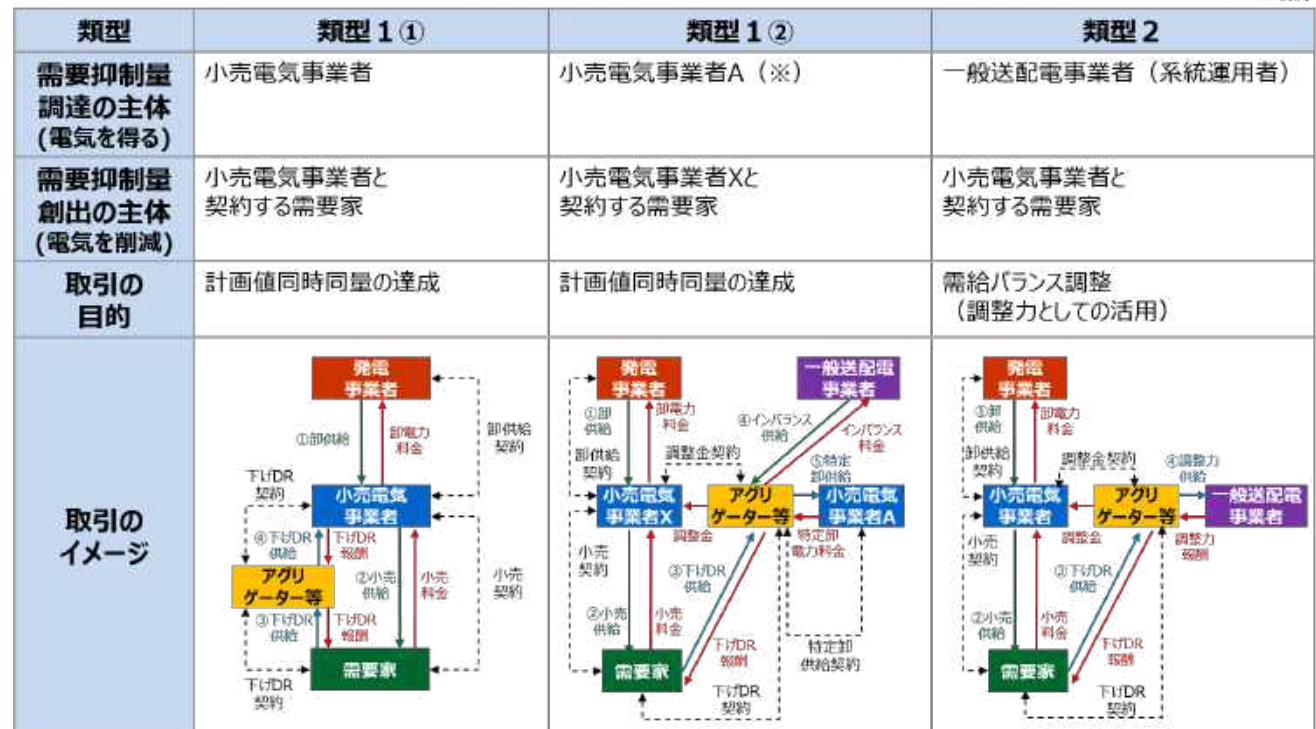 類型
類型1①
類型1②
類型2
需要抑制量
調達の主体
(電気を得る)
小売電気事業者
小売電気事業者A（※）
一般送配電事業者（系統運用者）
需要抑制量
創出の主体
(電気を削減)
小売電気事業者と
契約する需要家
小売電気事業者Xと
契約する需要家
小売電気事業者と
契約する需要家
取引の
目的
計画値同時同量の達成
計画値同時同量の達成
需給バランス調整
（調整力としての活用）
取引の
イメージ
発電
事業者
①卸供給
卸電力
料金
卸供給
契約
下げDR
契約
小売電気
事業者
④下げDR
供給
下げDR
報酬
アグリ
ゲーター等
②小売
供給
小売
料金
小売
契約
③下げDR
供給
下げDR
報酬
需要家
下げDR
契約
発電
事業者
一般送配電
事業者
①卸
供給
卸電力
料金
④インバランス
供給
インバランス
料金
卸供給
契約
調整金契約
⑤特定
卸供給
小売電気
事業者X
アグリ
ゲーター等
小売電気
事業者A
調整金
特定卸
電力料金
小売
契約
③下げDR
供給
②小売
供給
小売
料金
下げDR
報酬
特定卸
供給契約
需要家
下げDR
契約
発電
事業者
①卸
供給
卸電力
料金
卸供給
契約
調整金契約
④調整力
供給
小売電気
事業者
アグリ
ゲーター等
一般送配電
事業者
調整金
調整力
報酬
小売
契約
③下げDR
供給
②小売
供給
小売
料金
下げDR
報酬
需要家
下げDR
契約